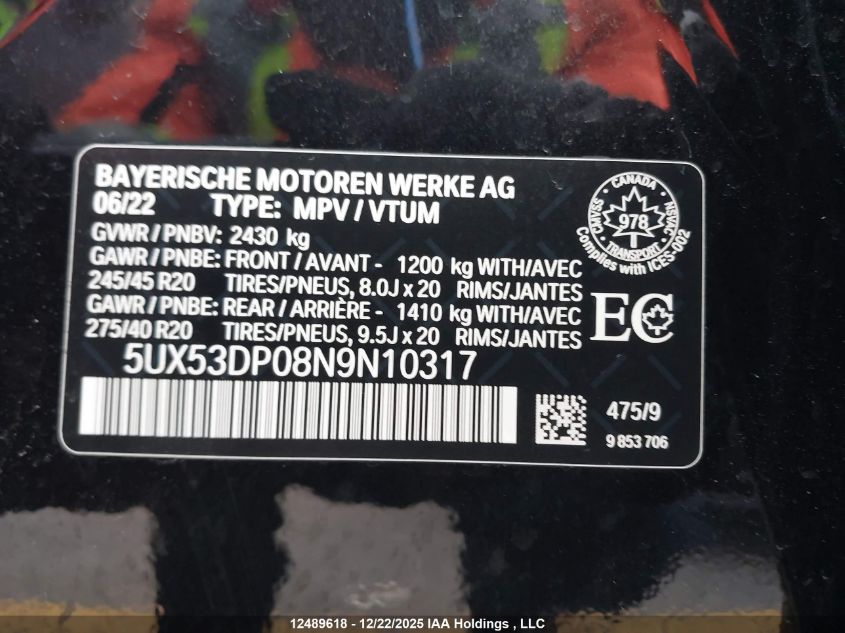 BAYERISCHE MOTOREN WERKE AG
06/22 TYPE: MPV / VTUM
GVWR / PNBV: 2430 kg
GAWR / PNBE: FRONT / AVANT - 1200 kg WITH/AVEC
245/45 R20 TIRES/PNEUS, 8.0J x 20 RIMS/JANTES
GAWR / PNBE: REAR / ARRIÈRE - 1410 kg WITH/AVEC
275/40 R20 TIRES/PNEUS, 9.5J x 20 RIMS/JANTES
5UX53DP08N9N10317
CANADA
CMVSS
NSVAC
978
TRANSPORT
Complies with ICES-002
EC
475/9
9 853 706
12489618 - 12/22/2025 IAA Holdings , LLC